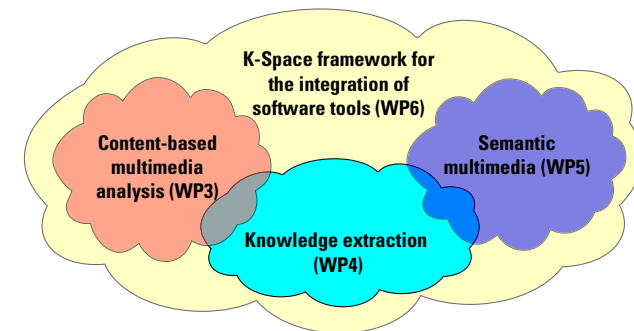 K-Space framework for
the integration of
software tools (WP6)
Content-based
multimedia
analysis (WP3)
Semantic
multimedia (WP5)
Knowledge extraction
(WP4)